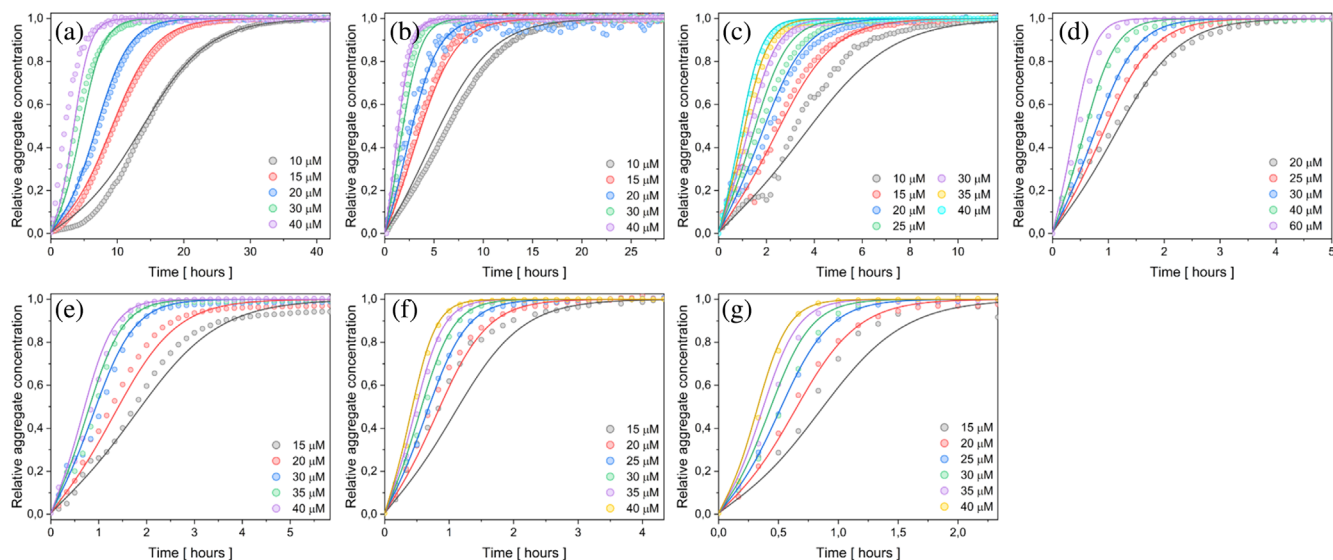 (a)
Relative aggregate concentration
1,0
0,8
0,6
0,4
0,2
0,0
10 μM
15 μM
20 μM
30 μM
40 μM
0 10 20 30 40
Time [ hours ]
(b)
Relative aggregate concentration
1,0
0,8
0,6
0,4
0,2
0,0
10 μM
15 μM
20 μM
30 μM
40 μM
0 5 10 15 20 25
Time [ hours ]
(c)
Relative aggregate concentration
1,0
0,8
0,6
0,4
0,2
0,0
10 μM 30 μM
15 μM 35 μM
20 μM 40 μM
25 μM
0 2 4 6 8 10
Time [ hours ]
(d)
Relative aggregate concentration
1,0
0,8
0,6
0,4
0,2
0,0
20 μM
25 μM
30 μM
40 μM
60 μM
0 1 2 3 4 5
Time [ hours ]
(e)
Relative aggregate concentration
1,0
0,8
0,6
0,4
0,2
0,0
15 μM
20 μM
30 μM
35 μM
40 μM
0 1 2 3 4 5
Time [ hours ]
(f)
Relative aggregate concentration
1,0
0,8
0,6
0,4
0,2
0,0
15 μM
20 μM
25 μM
30 μM
35 μM
40 μM
0 1 2 3 4
Time [ hours ]
(g)
Relative aggregate concentration
1,0
0,8
0,6
0,4
0,2
0,0
15 μM
20 μM
25 μM
30 μM
35 μM
40 μM
0,0 0,5 1,0 1,5 2,0
Time [ hours ]